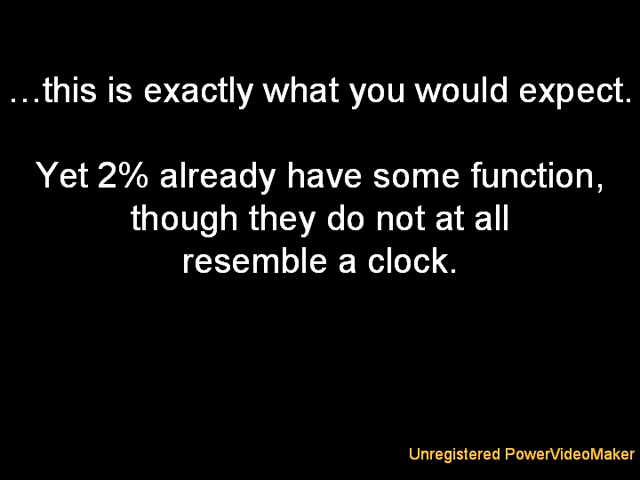 ...this is exactly what you would expect.
Yet 2% already have some function,
though they do not at all
resemble a clock.
Unregistered PowerVideoMaker